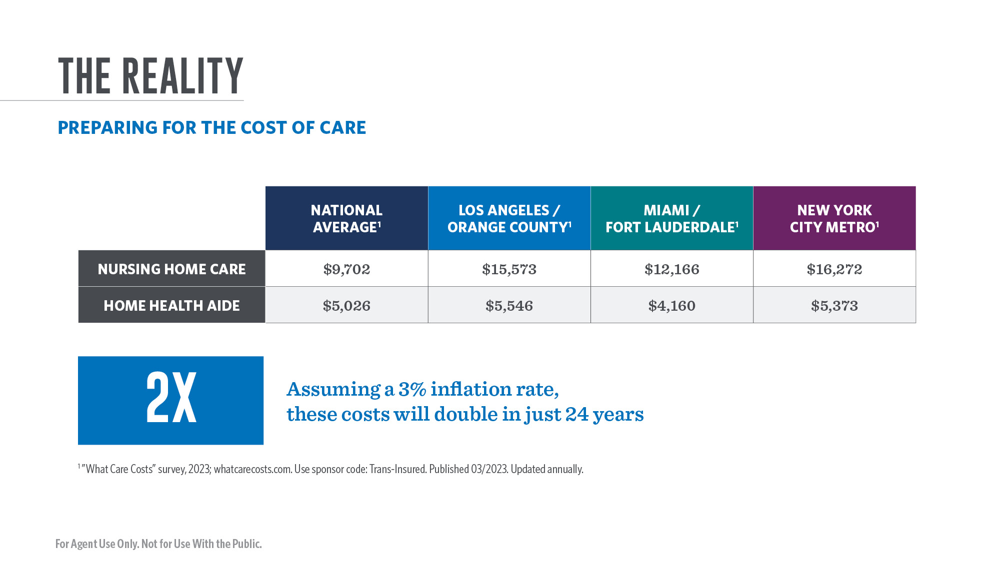 THE REALITY
PREPARING FOR THE COST OF CARE
NATIONAL
AVERAGE¹
LOS ANGELES /
ORANGE COUNTY¹
MIAMI /
FORT LAUDERDALE¹
NEW YORK
CITY METRO¹
NURSING HOME CARE $9,702 $15,573 $12,166 $16,272
HOME HEALTH AIDE $5,026 $5,546 $4,160 $5,373
2X
Assuming a 3% inflation rate,
these costs will double in just 24 years
¹ ”What Care Costs” survey, 2023; whatcarecosts.com. Use sponsor code: Trans-Insured. Published 03/2023. Updated annually.
For Agent Use Only. Not for Use With the Public.